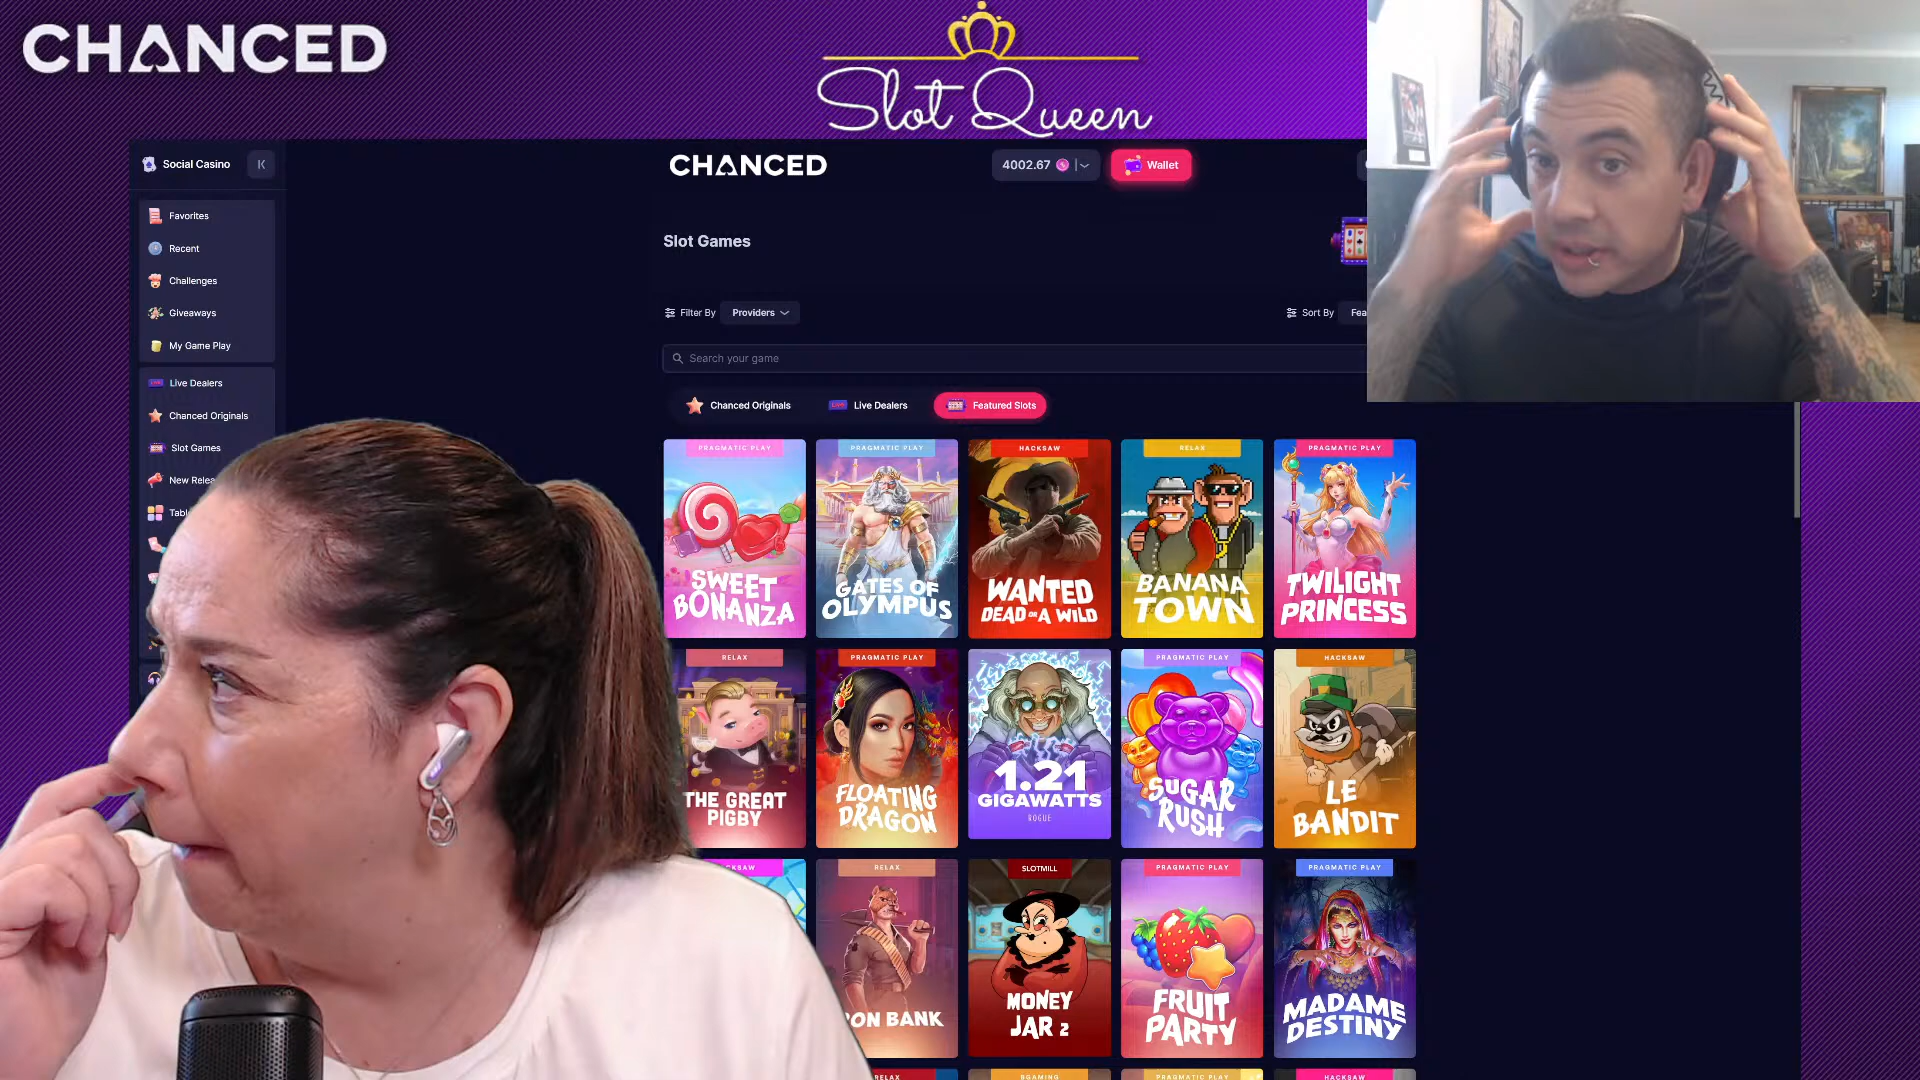 CHANCED
Slot Queen
Social Casino
CHANCED
4002.67
Wallet
Favorites
Recent
Challenges
Giveaways
My Game Play
Live Dealers
Chanced Originals
Slot Games
Slot Games
Filter By
Providers
Sort By
Search your game
Chanced Originals
Live Dealers
Featured Slots
PRAGMATIC PLAY
SWEET BONANZA
PRAGMATIC PLAY
GATES OF OLYMPUS
HACKSAW
WANTED DEAD OR A WILD
RELAX
BANANA TOWN
PRAGMATIC PLAY
TWILIGHT PRINCESS
RELAX
THE GREAT PIGBY
PRAGMATIC PLAY
FLOATING DRAGON
1.21 GIGAWATTS
ROGUE
PRAGMATIC PLAY
SUGAR RUSH
HACKSAW
LE BANDIT
RELAX
BANK
SLOTMILL
MONEY JAR 2
PRAGMATIC PLAY
FRUIT PARTY
PRAGMATIC PLAY
MADAME DESTINY
RELAX
BGAMING
PRAGMATIC PLAY
HACKSAW